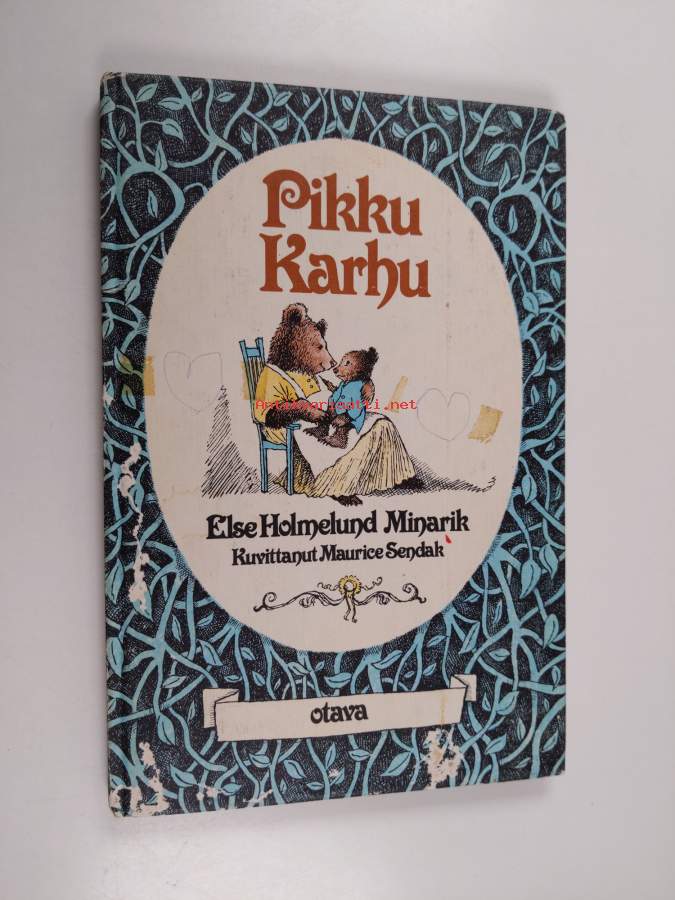 Pikku
Karhu
Antikvariaatti.net
Else Holmelund Minarik
Kuvittanut Maurice Sendak
otava